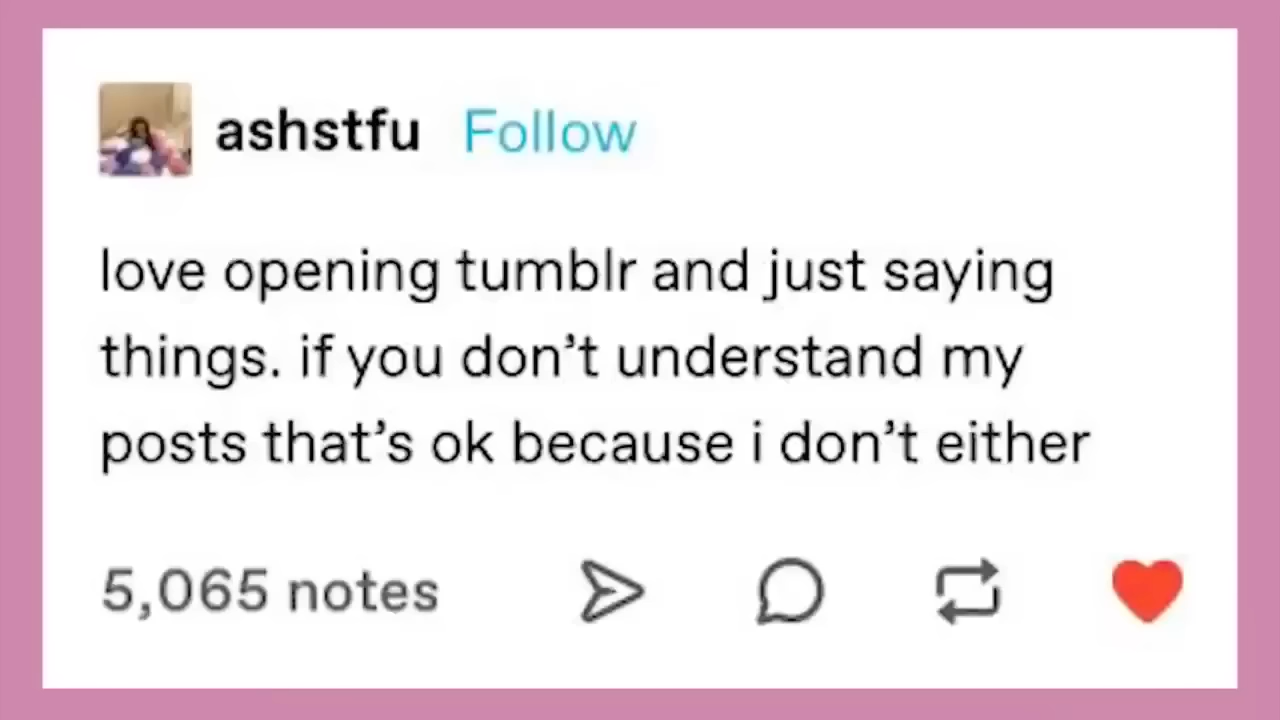 ashstfu Follow
love opening tumblr and just saying
things. if you don’t understand my
posts that’s ok because i don’t either
5,065 notes